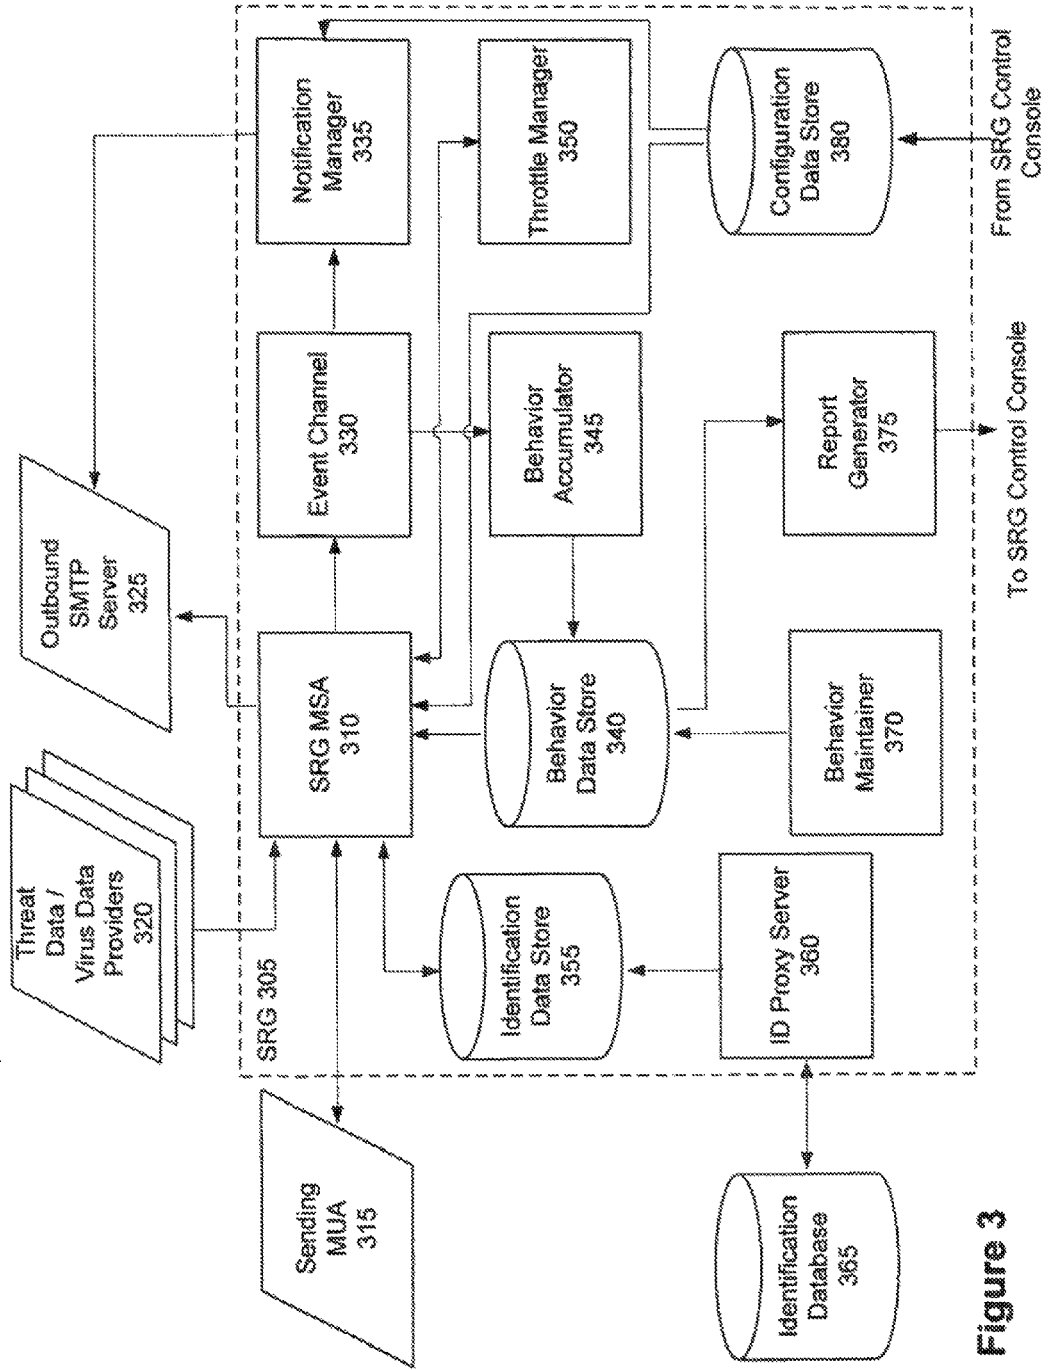 Threat
Data /
Virus Data
Providers
320
Outbound
SMTP
Server
325
SRG 305
Sending
MUA
315
SRG MSA
310
Event Channel
330
Notification
Manager
335
Identification
Data Store
355
Behavior
Data Store
340
Behavior
Accumulator
345
Throttle Manager
350
Identification
Database
365
ID Proxy Server
360
Behavior
Maintainer
370
Report
Generator
375
Configuration
Data Store
380
To SRG Control Console
From SRG Control
Console
Figure 3